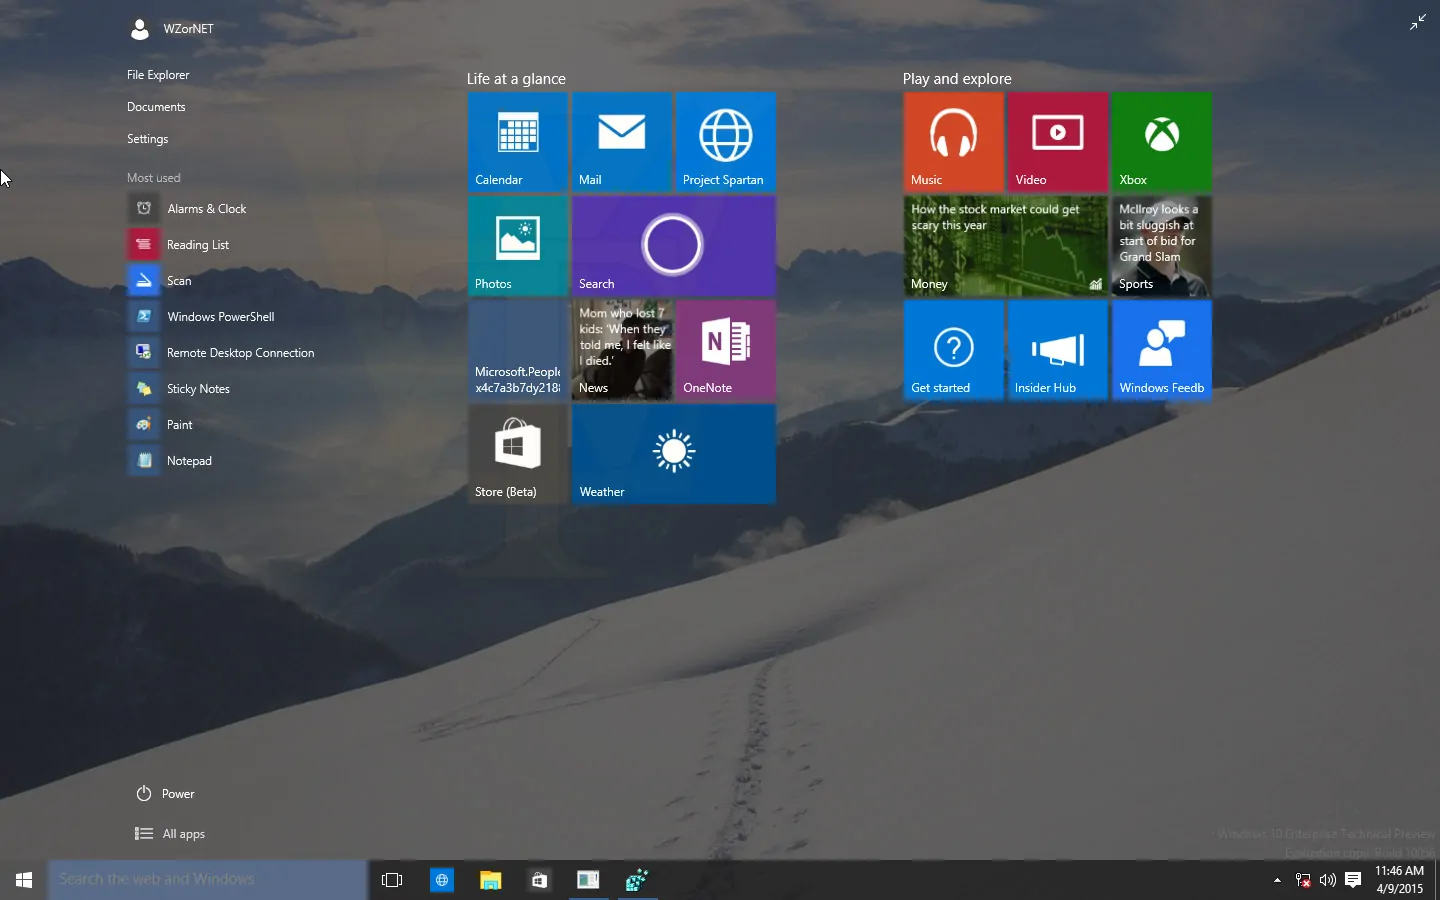 WZorNET
File Explorer
Documents
Settings
Most used
Alarms & Clock
Reading List
Scan
Windows PowerShell
Remote Desktop Connection
Sticky Notes
Paint
Notepad
Power
All apps
Life at a glance
Calendar
Mail
Project Spartan
Photos
Search
Microsoft.People
x4c7a3b7dy2188
Mom who lost 7
kids: 'When they
told me, I felt like
I died.'
News
N
OneNote
Store (Beta)
Weather
Play and explore
Music
Video
Xbox
How the stock market could get
scary this year
Money
McIlroy looks a
bit sluggish at
start of bid for
Grand Slam
Sports
?
Get started
Insider Hub
Windows Feedb
Windows 10 Enterprise Technical Preview
Evaluation copy. Build 10056
Search the web and Windows
11:46 AM
4/9/2015